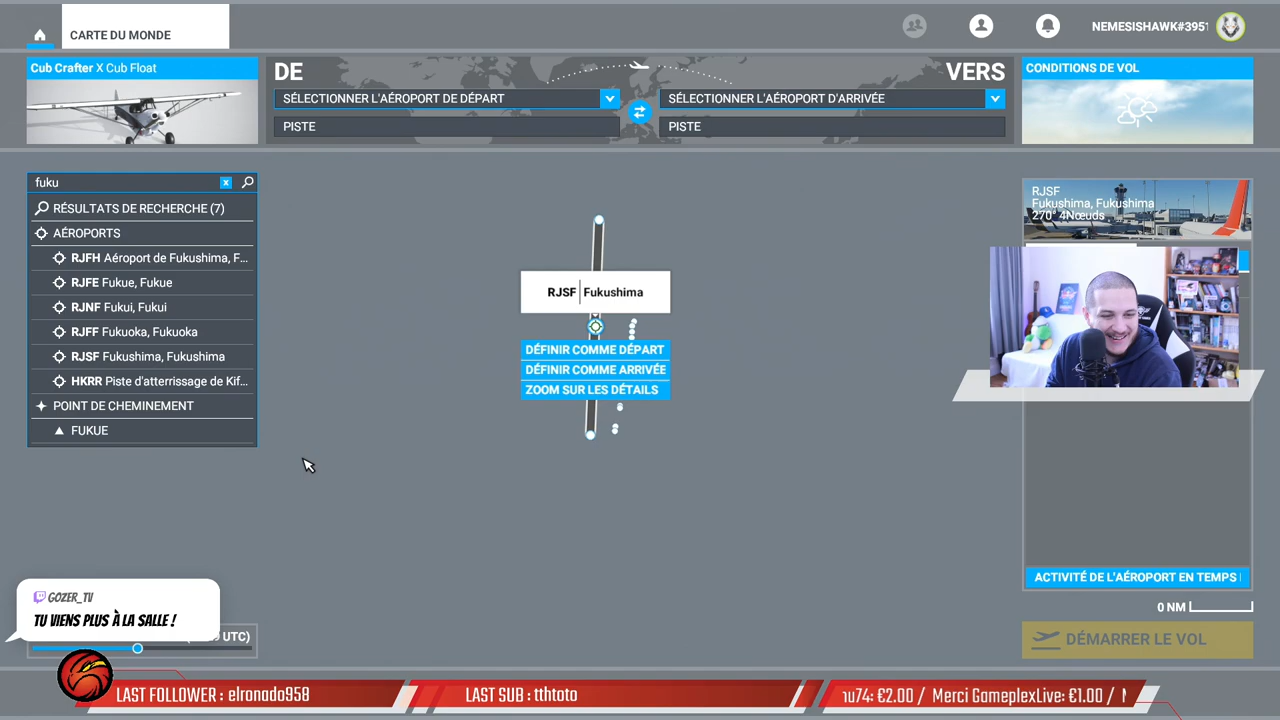 CARTE DU MONDE
NEMESISHAWK#3951
Cub Crafter X Cub Float
DE
VERS
SÉLECTIONNER L'AÉROPORT DE DÉPART
SÉLECTIONNER L'AÉROPORT D'ARRIVÉE
PISTE
PISTE
CONDITIONS DE VOL
fuku
x
RÉSULTATS DE RECHERCHE (7)
AÉROPORTS
RJFH Aéroport de Fukushima, F...
RJFE Fukue, Fukue
RJNF Fukui, Fukui
RJFF Fukuoka, Fukuoka
RJSF Fukushima, Fukushima
HKRR Piste d'atterrissage de Kif...
POINT DE CHEMINEMENT
FUKUE
RJSF Fukushima
DÉFINIR COMME DÉPART
DÉFINIR COMME ARRIVÉE
ZOOM SUR LES DÉTAILS
RJSF
Fukushima, Fukushima
270° 4Nœuds
ACTIVITÉ DE L'AÉROPORT EN TEMPS
0 NM
DÉMARRER LE VOL
GOZER_TV
TU VIENS PLUS À LA SALLE !
UTC)
LAST FOLLOWER : elronado958
LAST SUB : tthtoto
74: €2.00 / Merci GameplexLive: €1.00 /